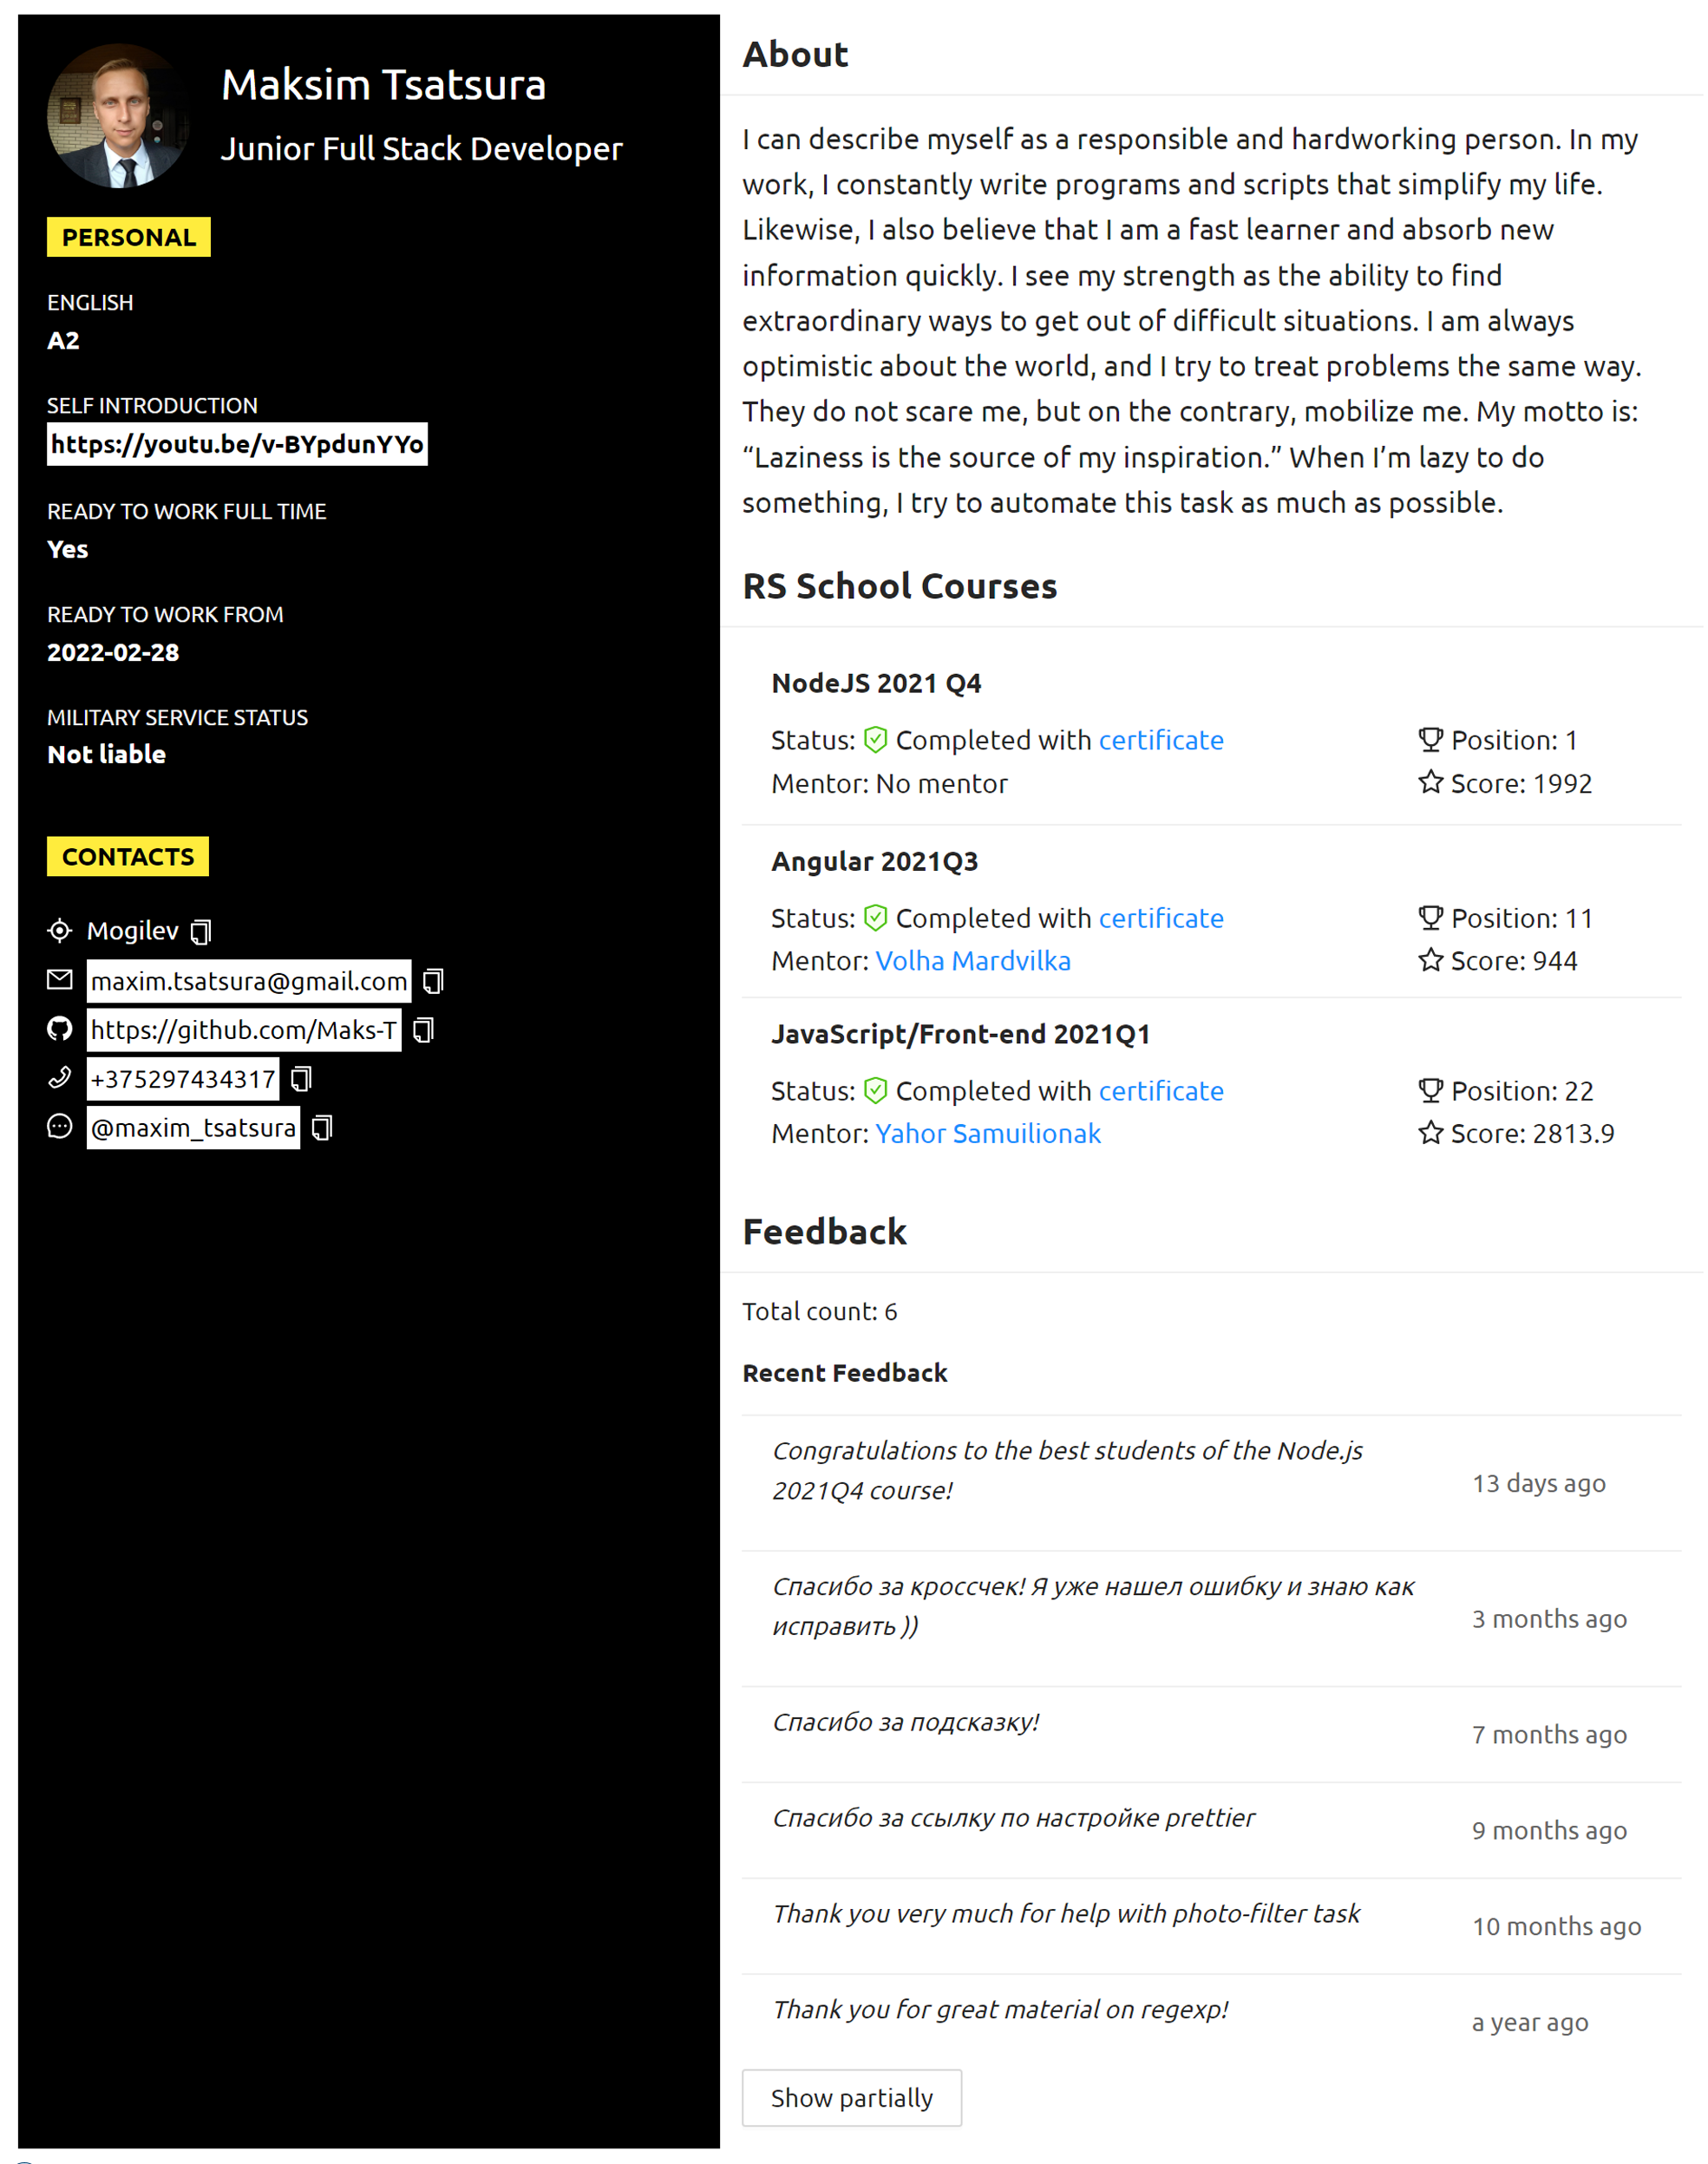 Maksim Tsatsura
Junior Full Stack Developer
PERSONAL
ENGLISH
A2
SELF INTRODUCTION
https://youtu.be/v-BYpdunYYo
READY TO WORK FULL TIME
Yes
READY TO WORK FROM
2022-02-28
MILITARY SERVICE STATUS
Not liable
CONTACTS
Mogilev
maxim.tsatsura@gmail.com
https://github.com/Maks-T
+375297434317
@maxim_tsatsura
About
I can describe myself as a responsible and hardworking person. In my
work, I constantly write programs and scripts that simplify my life.
Likewise, I also believe that I am a fast learner and absorb new
information quickly. I see my strength as the ability to find
extraordinary ways to get out of difficult situations. I am always
optimistic about the world, and I try to treat problems the same way.
They do not scare me, but on the contrary, mobilize me. My motto is:
“Laziness is the source of my inspiration.” When I’m lazy to do
something, I try to automate this task as much as possible.
RS School Courses
NodeJS 2021 Q4
Status: Completed with certificate
Position: 1
Mentor: No mentor
Score: 1992
Angular 2021Q3
Status: Completed with certificate
Position: 11
Mentor: Volha Mardvilka
Score: 944
JavaScript/Front-end 2021Q1
Status: Completed with certificate
Position: 22
Mentor: Yahor Samuilionak
Score: 2813.9
Feedback
Total count: 6
Recent Feedback
Congratulations to the best students of the Node.js
2021Q4 course!
13 days ago
Спасибо за кроссчек! Я уже нашел ошибку и знаю как
исправить ))
3 months ago
Спасибо за подсказку!
7 months ago
Спасибо за ссылку по настройке prettier
9 months ago
Thank you very much for help with photo-filter task
10 months ago
Thank you for great material on regexp!
a year ago
Show partially